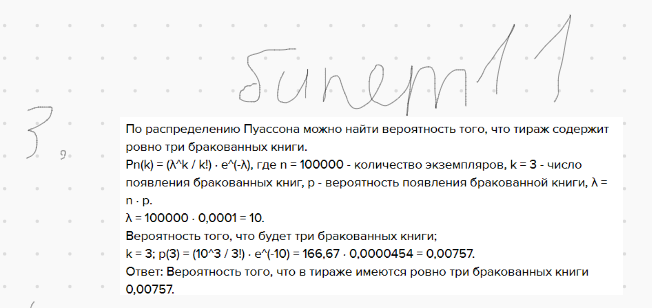 билет 11
3,
По распределению Пуассона можно найти вероятность того, что тираж содержит
ровно три бракованных книги.
Pn(k) = (λ^k / k!) · e^(-λ), где n = 100000 - количество экземпляров, k = 3 - число
появления бракованных книг, p - вероятность появления бракованной книги, λ =
n · p.
λ = 100000 · 0,0001 = 10.
Вероятность того, что будет три бракованных книги;
k = 3; p(3) = (10^3 / 3!) · e^(-10) = 166,67 · 0,0000454 = 0,00757.
Ответ: Вероятность того, что в тираже имеются ровно три бракованных книги
0,00757.